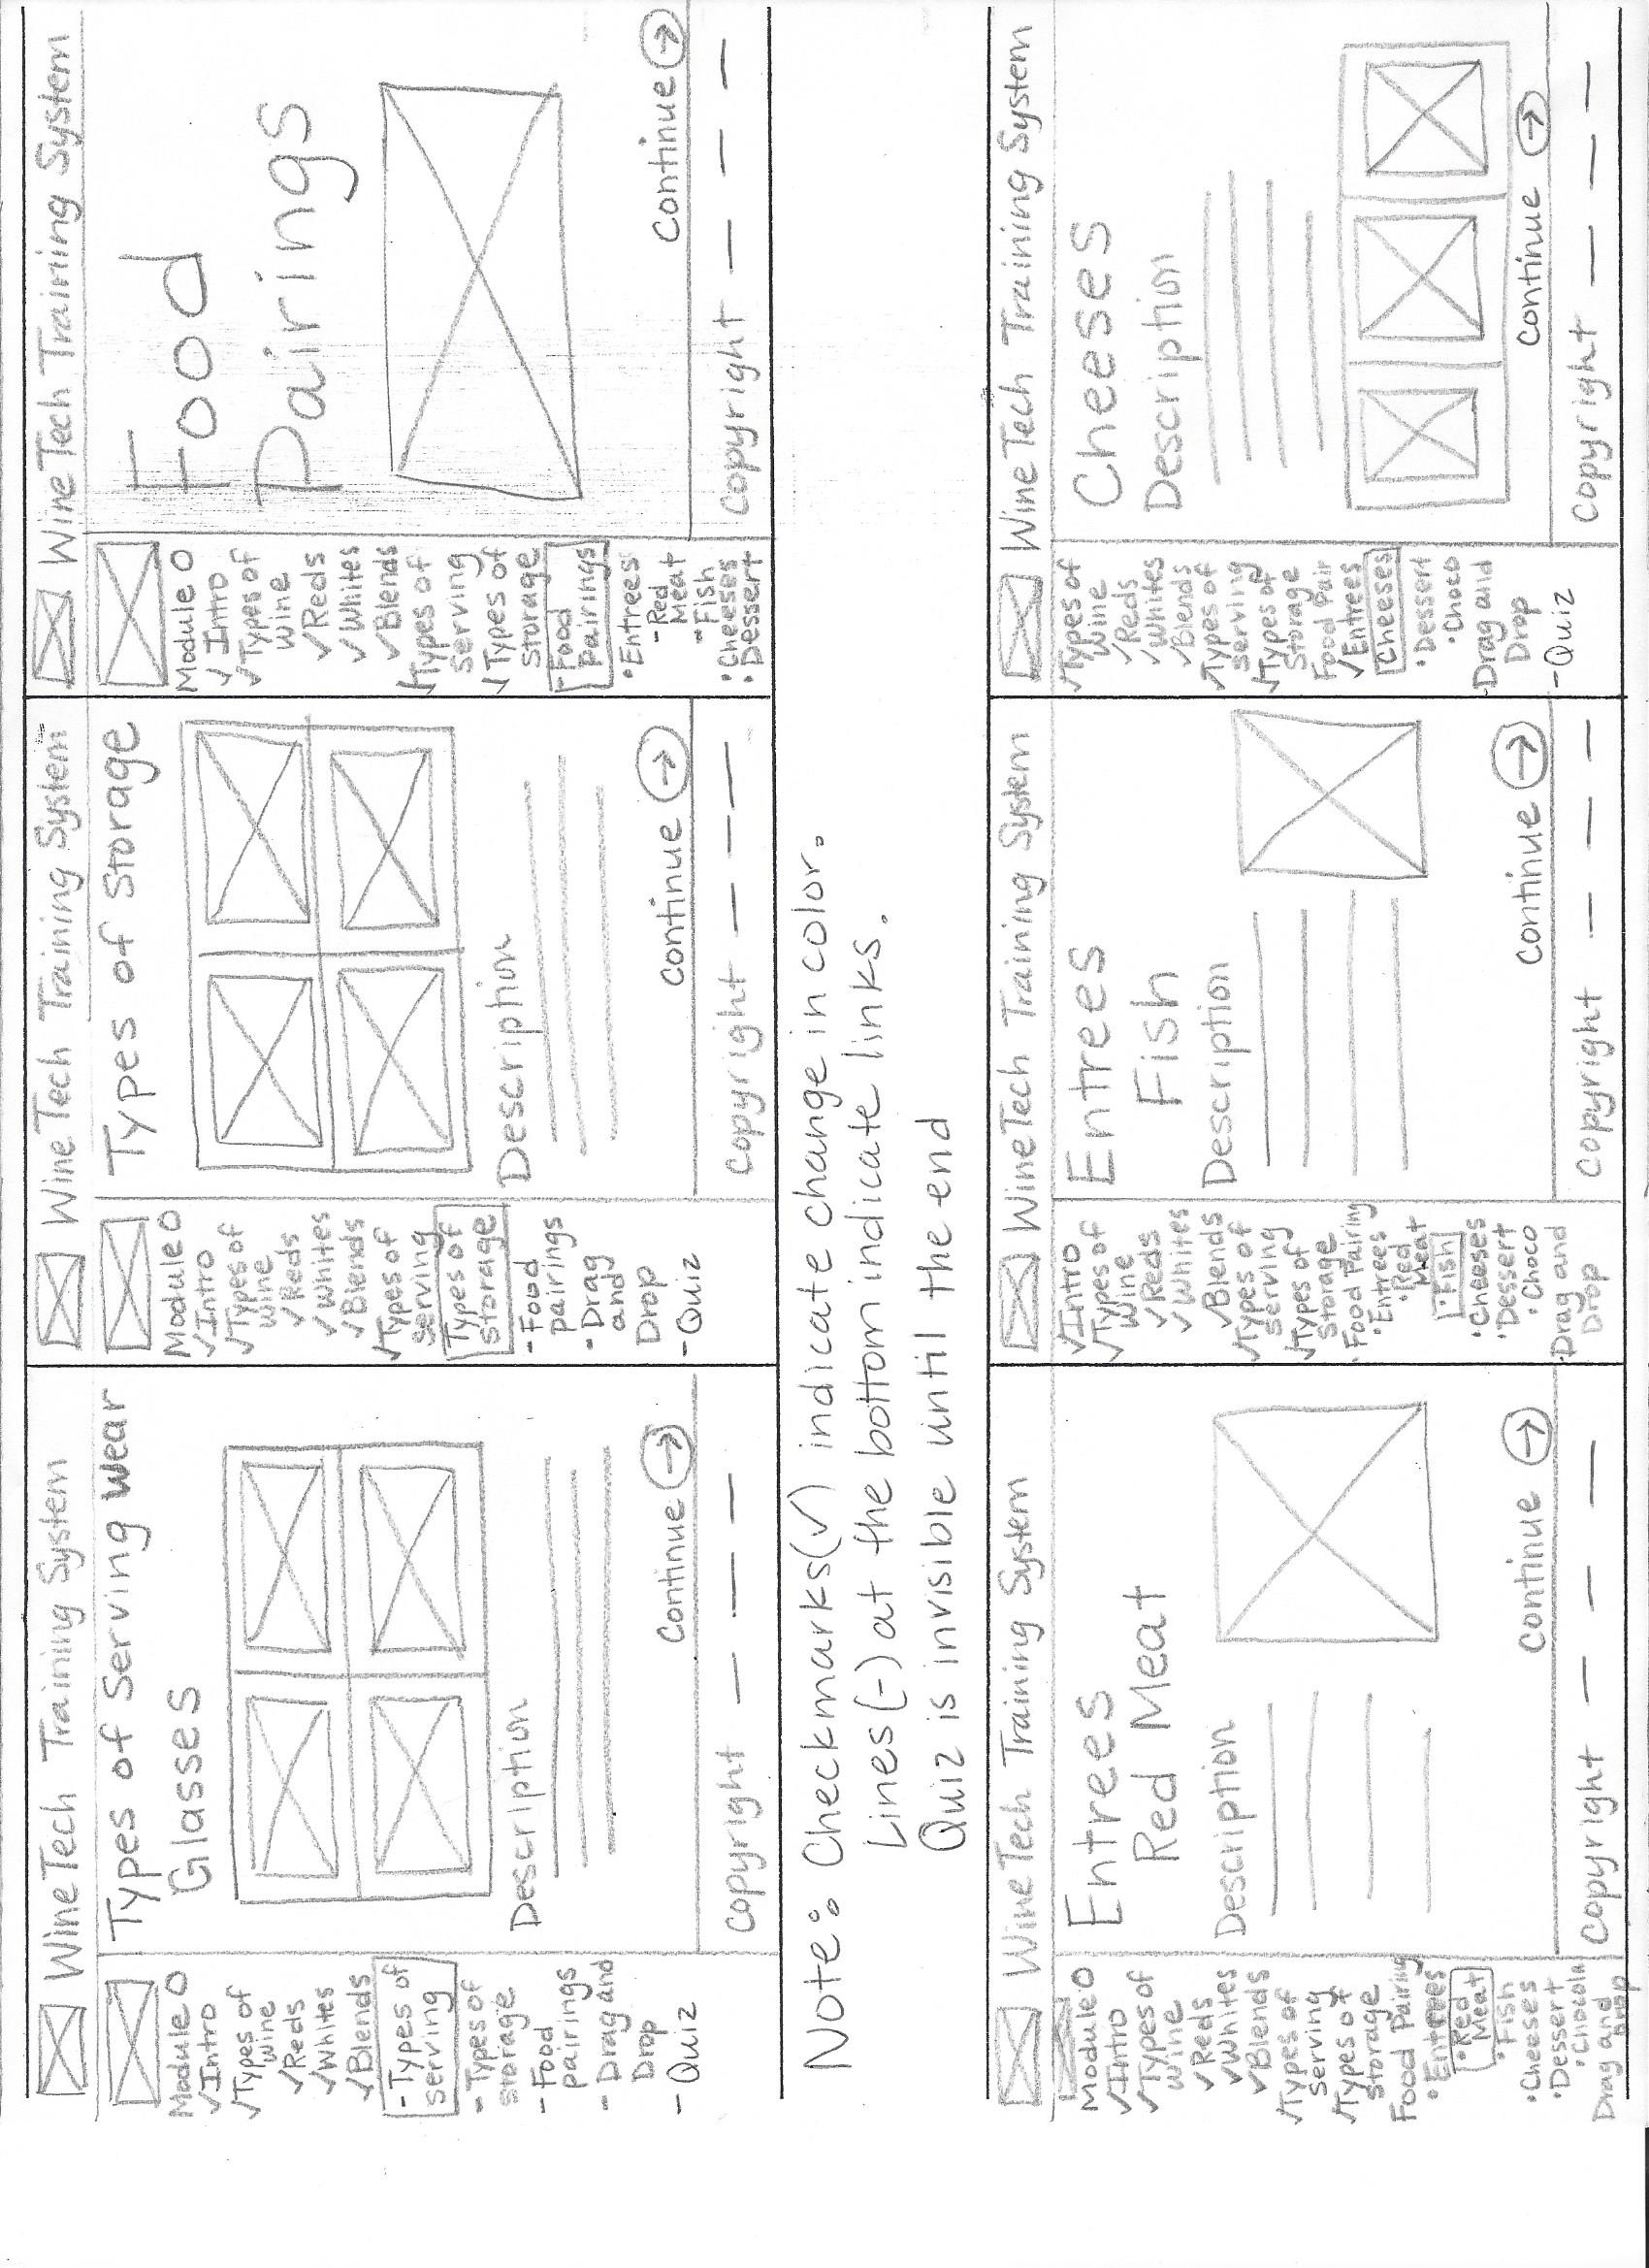 WineTech Training System
Module O
✓Intro
✓Types of
wine
✓Reds
✓Whites
✓Blends
-Types of
serving
- Types of
storage
- Food
pairings
- Drag and
Drop
- Quiz
Types of Serving Wear
Glasses
Description
Continue →
Copyright
WineTech Training System
Module O
✓Intro
✓Types of
wine
✓Reds
✓Whites
✓Blends
✓Types of
serving
Types of
storage
- Food
pairings
- Drag
and
Drop
- Quiz
Types of Storage
Description
Continue →
Copyright
WineTech Training System
Module O
✓ Intro
✓Types of
wine
✓Reds
✓Whites
✓Blends
✓Types of
serving
✓Types of
storage
-Food
Pairings
•Entrees
-Red
Meat
-Fish
•Cheeses
•Dessert
Food
Pairings
Continue →
Copyright
Note: Checkmarks(✓) indicate change in color.
Lines(-) at the bottom indicate links.
Quiz is invisible until the end
WineTech Training System
Module O
✓Intro
✓Types of
wine
✓Reds
✓Whites
✓Blends
✓Types of
Serving
✓Types of
storage
Food Pairing
•Entrees
•Red
Meat
•Fish
•Cheeses
•Dessert
•Chocola
Drag and
Drop
Entrees
Red Meat
Description
Continue →
Copyright
WineTech Training System
✓Intro
✓Types of
Wine
✓Reds
✓Whites
✓Blends
✓Types of
serving
✓Types of
Storage
•Food Pairing
•Entrees
•Red
Meat
•Fish
•Cheeses
•Dessert
•Choco
Drag and
Drop
Entrees
Fish
Description
Continue →
Copyright
WineTech Training System
✓Types of
Wine
✓Reds
✓Whites
✓Blends
✓Types of
serving
✓Types of
Storage
Food Pair
✓Entrees
Cheeses
•Dessert
•Choco
-Drag and
Drop
-Quiz
Cheeses
Description
Continue →
Copyright